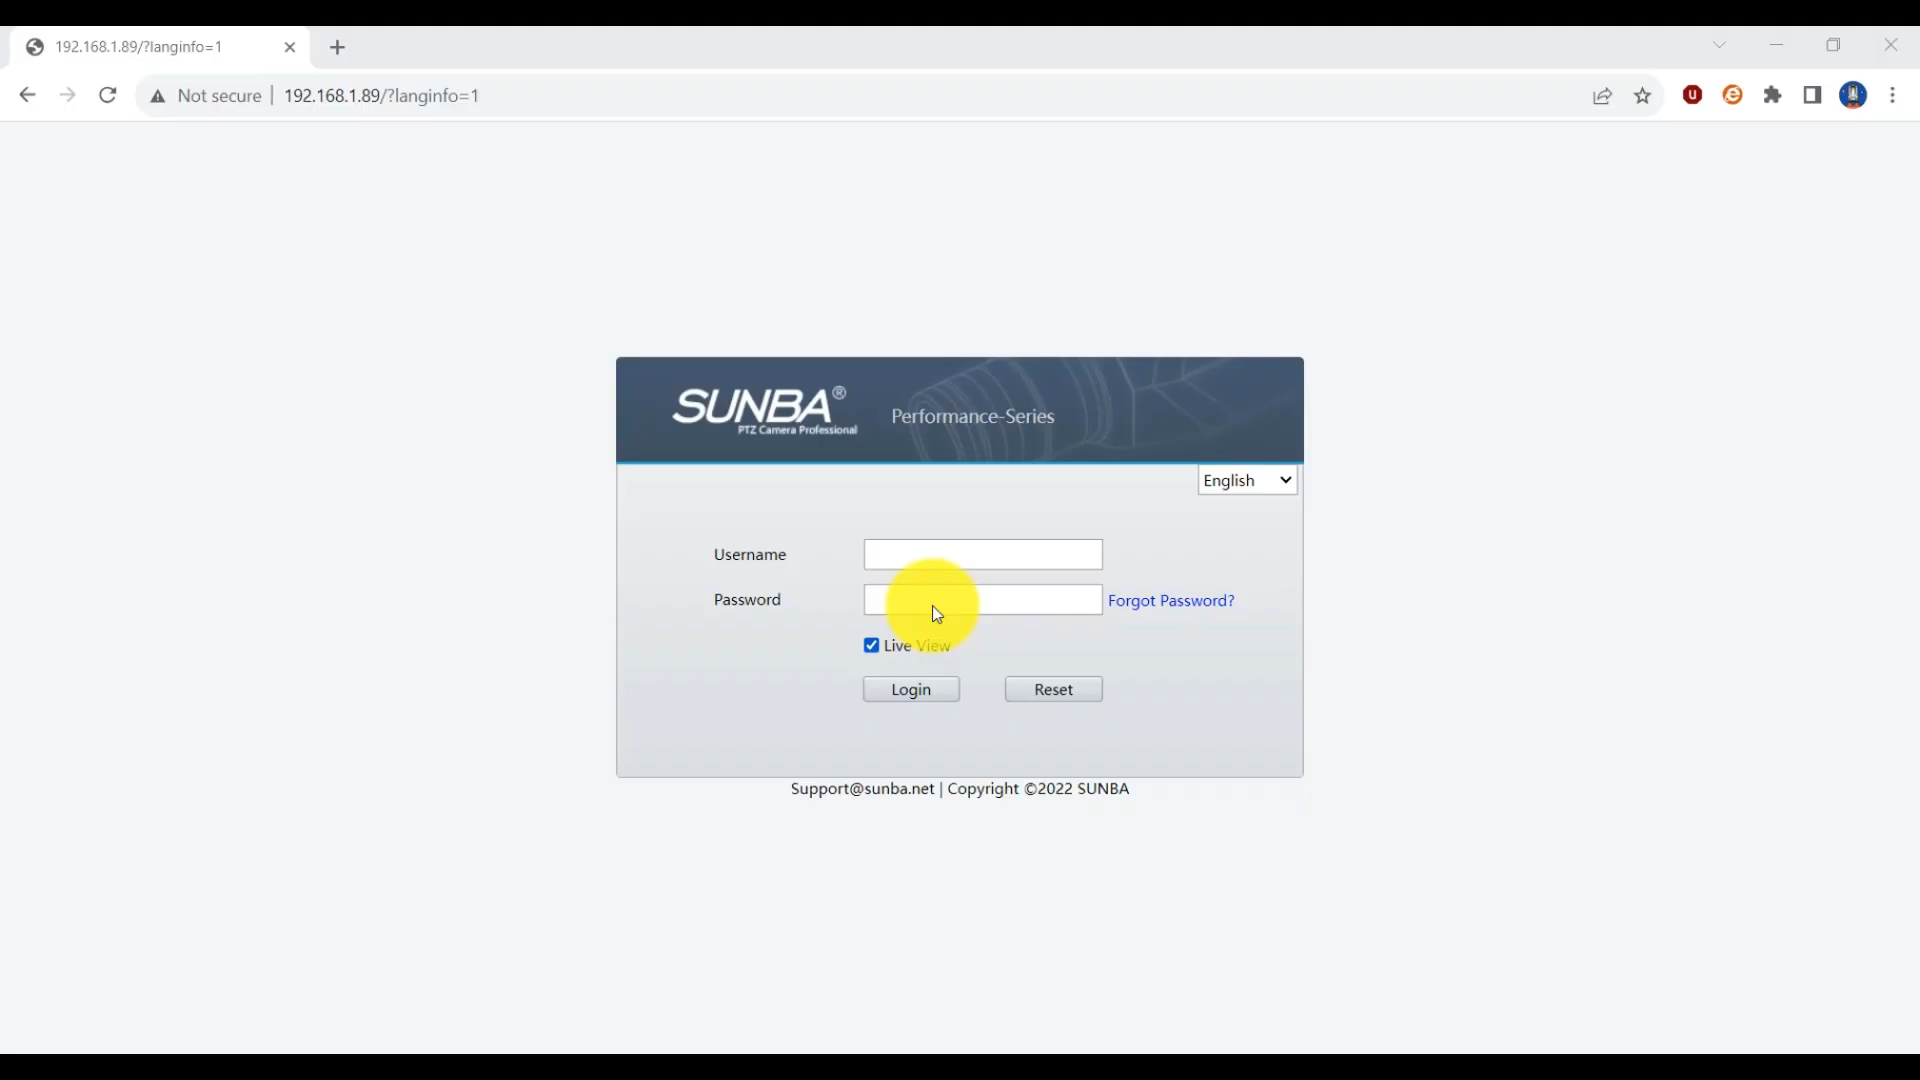 192.168.1.89/?langinfo=1
Not secure | 192.168.1.89/?langinfo=1
SUNBA®
PTZ Camera Professional
Performance-Series
English
Username
Password
Forgot Password?
Live View
Login
Reset
Support@sunba.net | Copyright ©2022 SUNBA